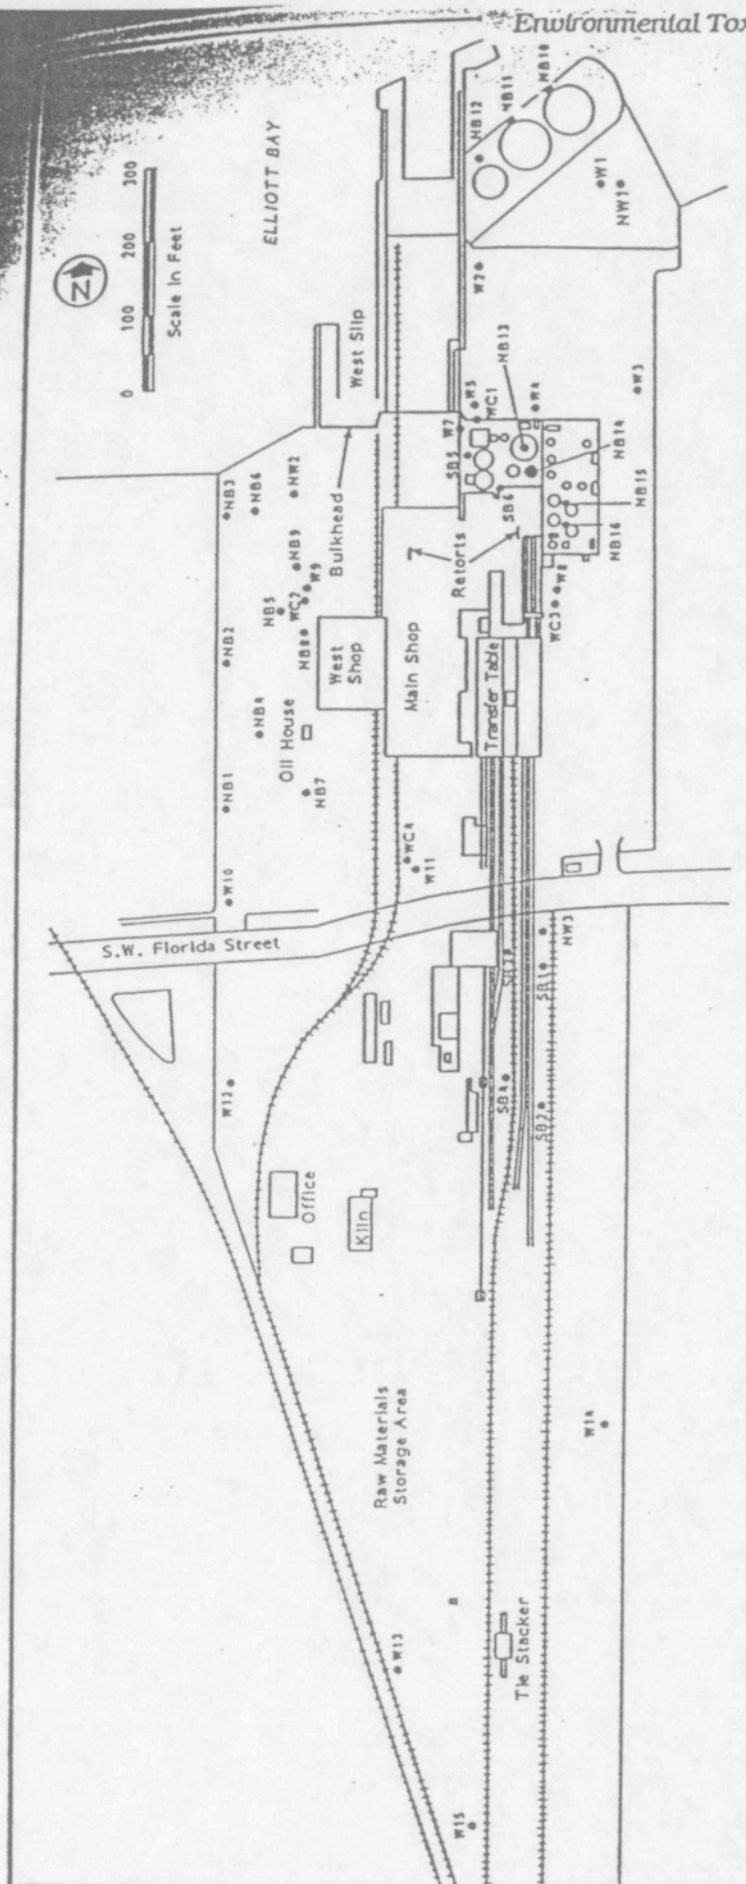 Environmental Tox
NB10
NB11
NB12
W1
NW1
ELLIOTT BAY
0 100 200 300
Scale in Feet
N
W2
West Slip
NB13
W3
W5
WC1
W4
W7
SB5
NB14
NB15
NB16
SB6
NB3
NB6
NW2
Bulkhead
Retorts
NB9
W9
WC2
NB5
NB8
W8
WC3
NB2
West
Shop
Main Shop
Transfer Table
NB4
Oil House
NB7
NB1
WC4
W11
W10
S.W. Florida Street
NW3
SB3
SB1
W12
SB4
SB2
Office
Kiln
Raw Materials
Storage Area
W14
W13
Tie Stacker
W15